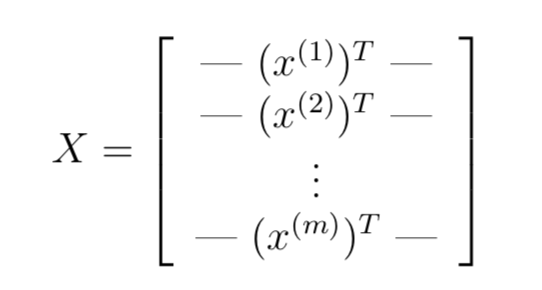 — (x^{(1)})^T —
— (x^{(2)})^T —
X =
⋮
— (x^{(m)})^T —